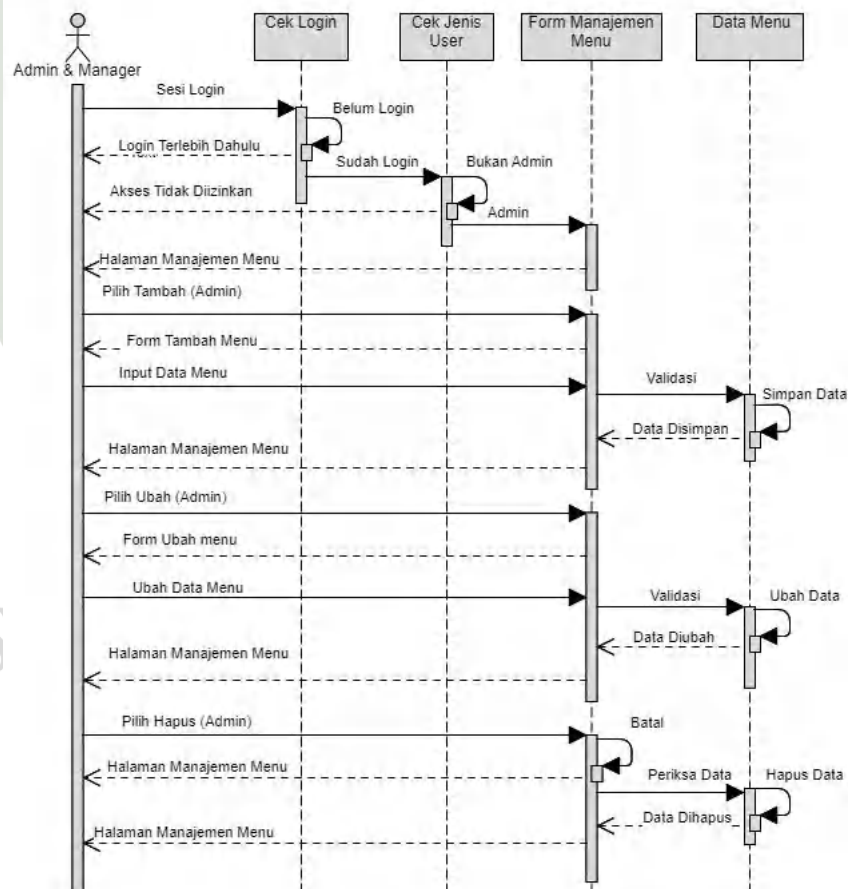 Cek Login
Cek Jenis
User
Form Manajemen
Menu
Data Menu
Admin & Manager
Sesi Login
Belum Login
Login Terlebih Dahulu
Sudah Login
Bukan Admin
Akses Tidak Diizinkan
Admin
Halaman Manajemen Menu
Pilih Tambah (Admin)
Form Tambah Menu
Input Data Menu
Validasi
Simpan Data
Data Disimpan
Halaman Manajemen Menu
Pilih Ubah (Admin)
Form Ubah menu
Ubah Data Menu
Validasi
Ubah Data
Data Diubah
Halaman Manajemen Menu
Pilih Hapus (Admin)
Batal
Halaman Manajemen Menu
Periksa Data
Hapus Data
Data Dihapus
Halaman Manajemen Menu